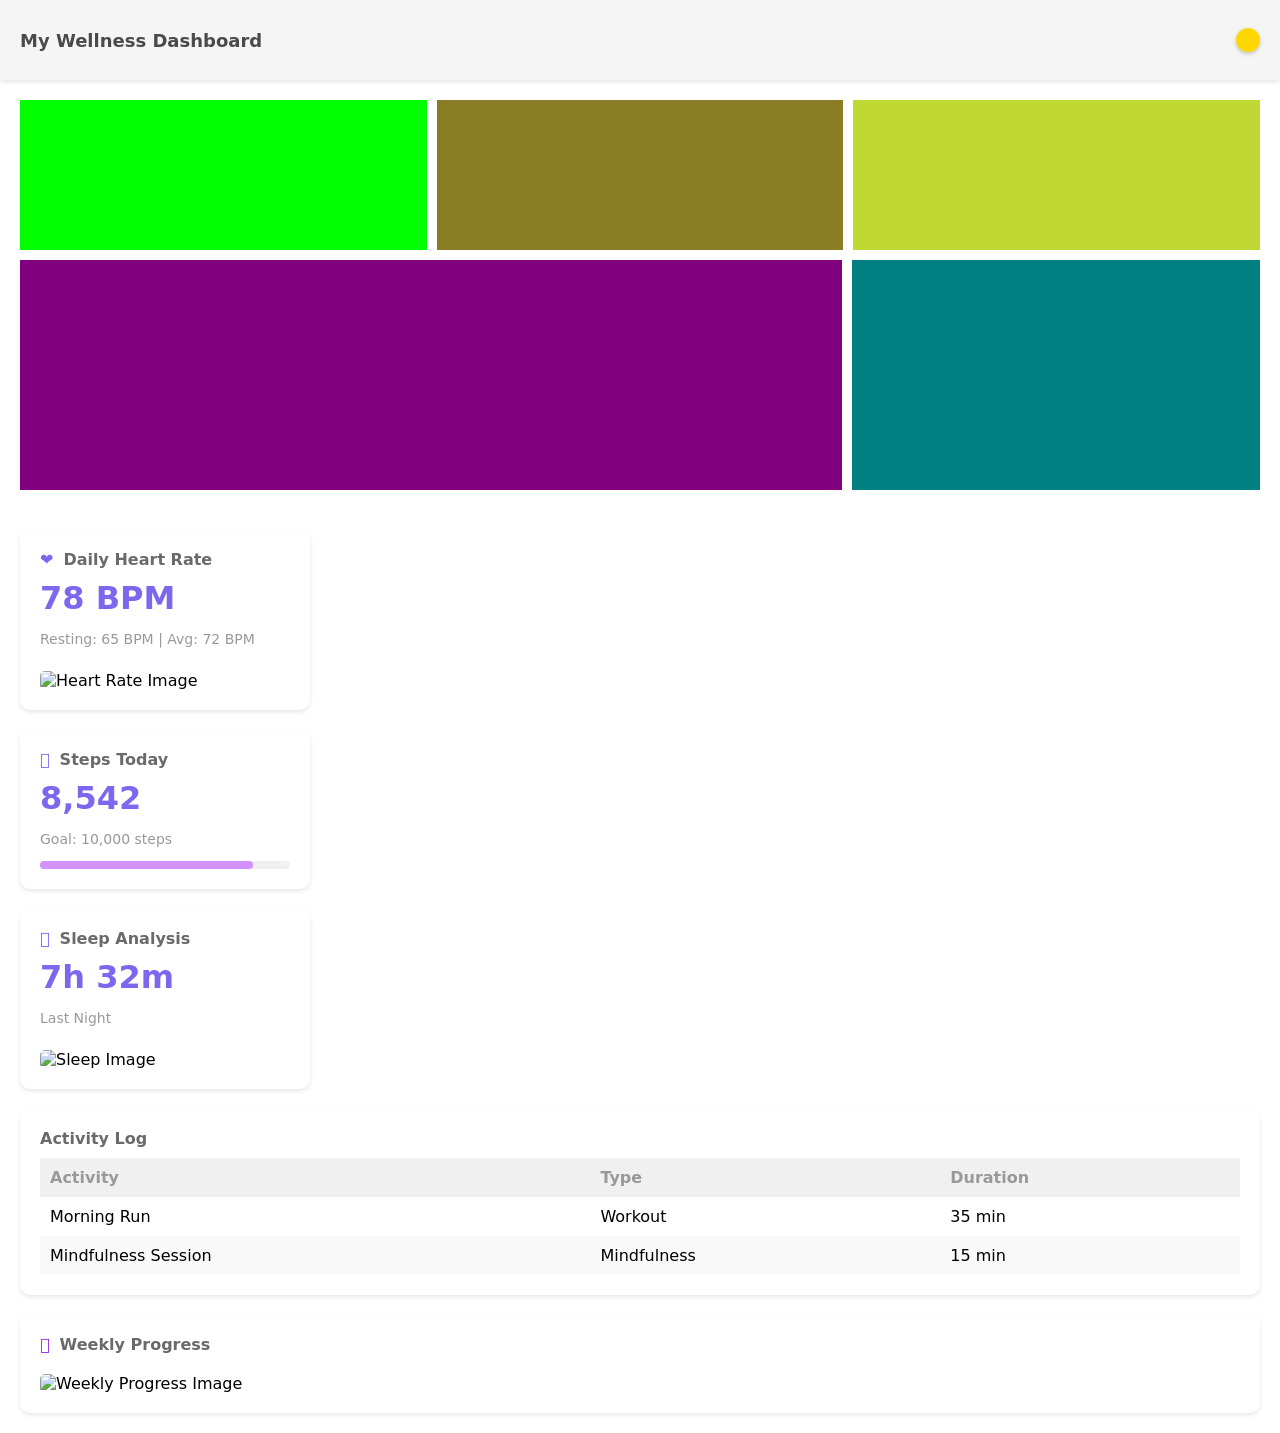 My Wellness Dashboard
❤ Daily Heart Rate
78 BPM
Resting: 65 BPM | Avg: 72 BPM
Heart Rate Image
Steps Today
8,542
Goal: 10,000 steps
Sleep Analysis
7h 32m
Last Night
Sleep Image
Activity Log
Activity Type Duration
Morning Run Workout 35 min
Mindfulness Session Mindfulness 15 min
Weekly Progress
Weekly Progress Image